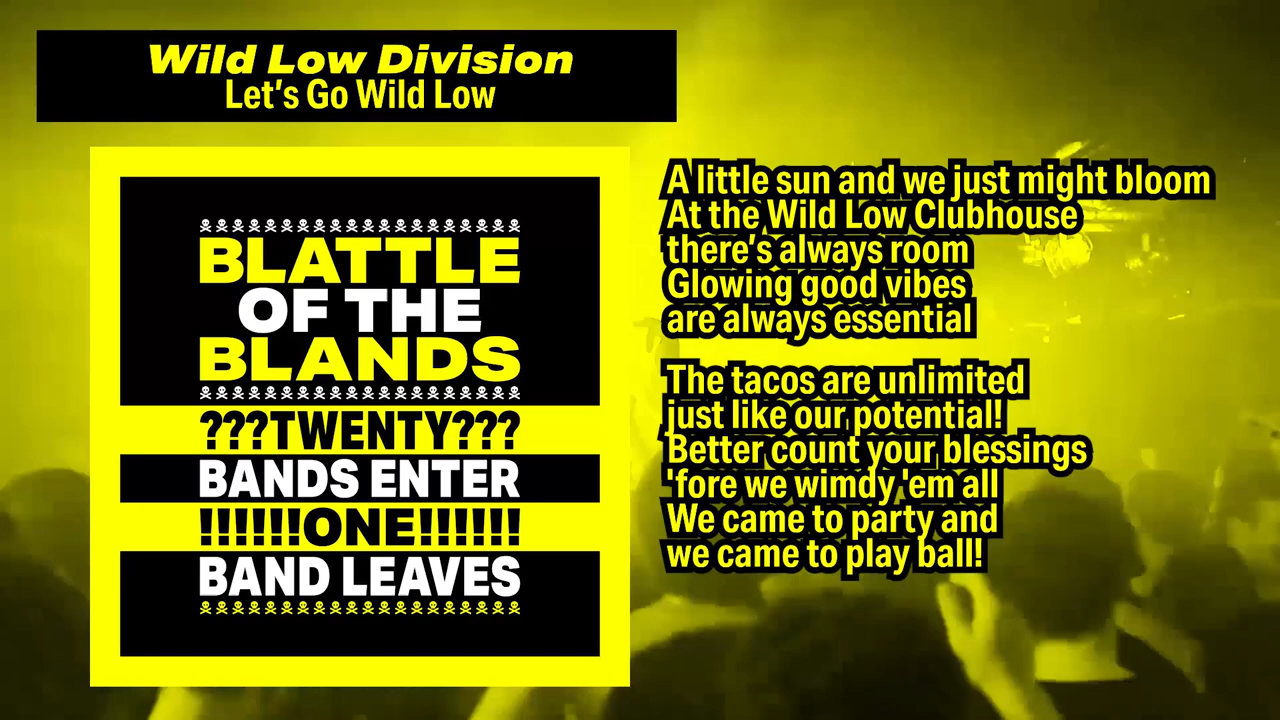 Wild Low Division
Let's Go Wild Low
BLATTLE
OF THE
BLANDS
???TWENTY???
BANDS ENTER
!!!!!!ONE!!!!!!
BAND LEAVES
A little sun and we just might bloom
At the Wild Low Clubhouse
there's always room
Glowing good vibes
are always essential
The tacos are unlimited
just like our potential!
Better count your blessings
'fore we wimdy 'em all
We came to party and
we came to play ball!